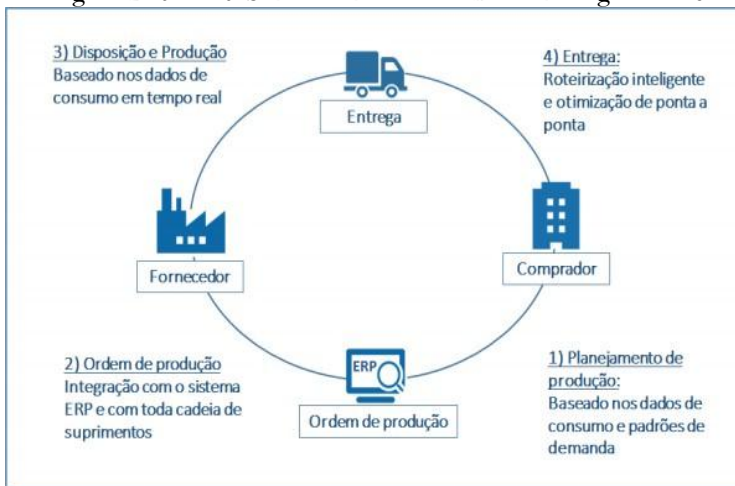 3) Disposição e Produção
Baseado nos dados de
consumo em tempo real
4) Entrega:
Roteirização inteligente
e otimização de ponta a
ponta
Entrega
Fornecedor
Comprador
2) Ordem de produção
Integração com o sistema
ERP e com toda cadeia de
suprimentos
ERP
Ordem de produção
1) Planejamento de
produção:
Baseado nos dados de
consumo e padrões de
demanda